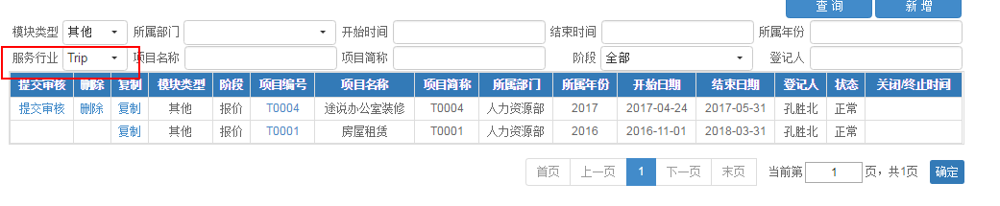 查 询 新 增
模块类型 其他 所属部门 开始时间 结束时间 所属年份
服务行业 Trip 项目名称 项目简称 阶段 全部 登记人
提交审核 删除 复制 模块类型 阶段 项目编号 项目名称 项目简称 所属部门 所属年份 开始日期 结束日期 登记人 状态 关闭/终止时间
提交审核 删除 复制 其他 报价 T0004 途说办公室装修 T0004 人力资源部 2017 2017-04-24 2017-05-31 孔胜北 正常
复制 其他 报价 T0001 房屋租赁 T0001 人力资源部 2016 2016-11-01 2018-03-31 孔胜北 正常
首页 上一页 1 下一页 末页 当前第 1 页，共1页 确定